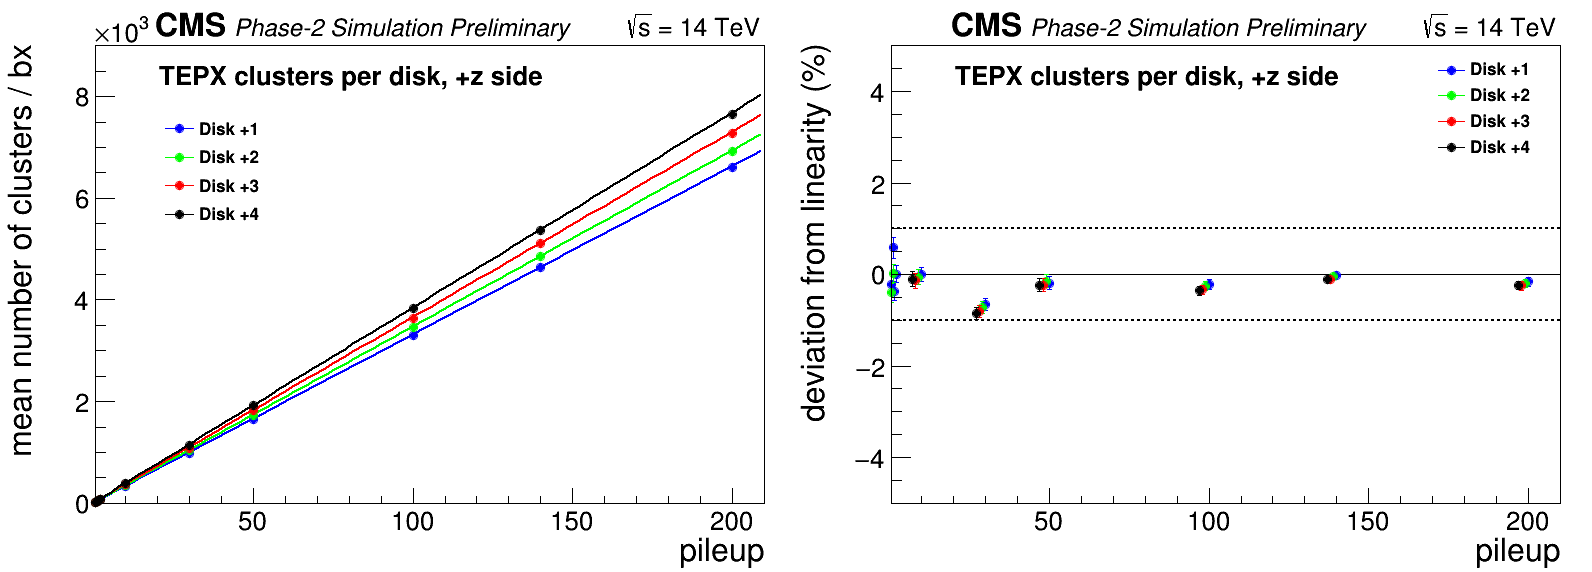 ×10³ CMS Phase-2 Simulation Preliminary √s = 14 TeV
mean number of clusters / bx
TEPX clusters per disk, +z side
Disk +1
Disk +2
Disk +3
Disk +4
8
6
4
2
0
50 100 150 200
pileup
CMS Phase-2 Simulation Preliminary √s = 14 TeV
deviation from linearity (%)
TEPX clusters per disk, +z side
Disk +1
Disk +2
Disk +3
Disk +4
4
2
0
−2
−4
50 100 150 200
pileup